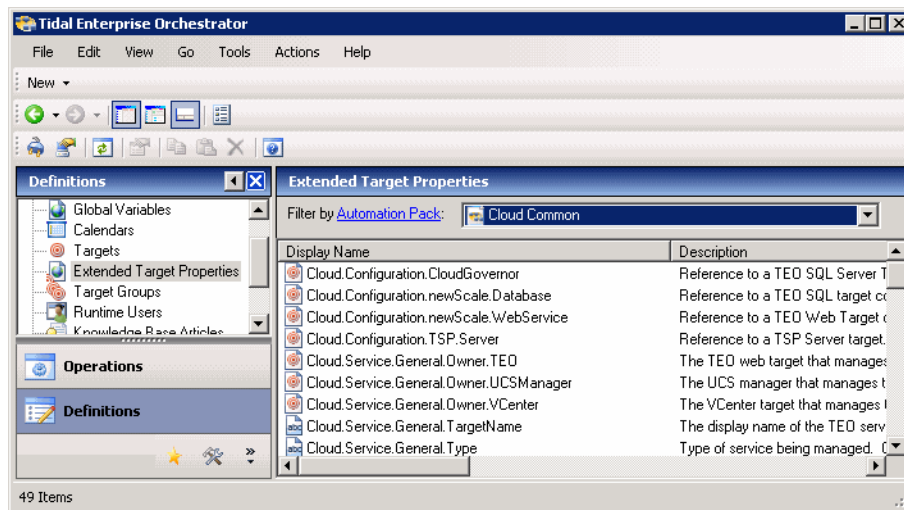 Tidal Enterprise Orchestrator
File Edit View Go Tools Actions Help
New
Definitions
Global Variables
Calendars
Targets
Extended Target Properties
Target Groups
Runtime Users
Knowledge Base Articles
Operations
Definitions
Extended Target Properties
Filter by Automation Pack: Cloud Common
Display Name Description
Cloud.Configuration.CloudGovernor Reference to a TEO SQL Server T
Cloud.Configuration.newScale.Database Reference to a TEO SQL target co
Cloud.Configuration.newScale.WebService Reference to a TEO Web Target c
Cloud.Configuration.TSP.Server Reference to a TSP Server target.
Cloud.Service.General.Owner.TEO The TEO web target that manages
Cloud.Service.General.Owner.UCSManager The UCS manager that manages t
Cloud.Service.General.Owner.VCenter The VCenter target that manages
Cloud.Service.General.TargetName The display name of the TEO serv
Cloud.Service.General.Type Type of service being managed.
49 Items